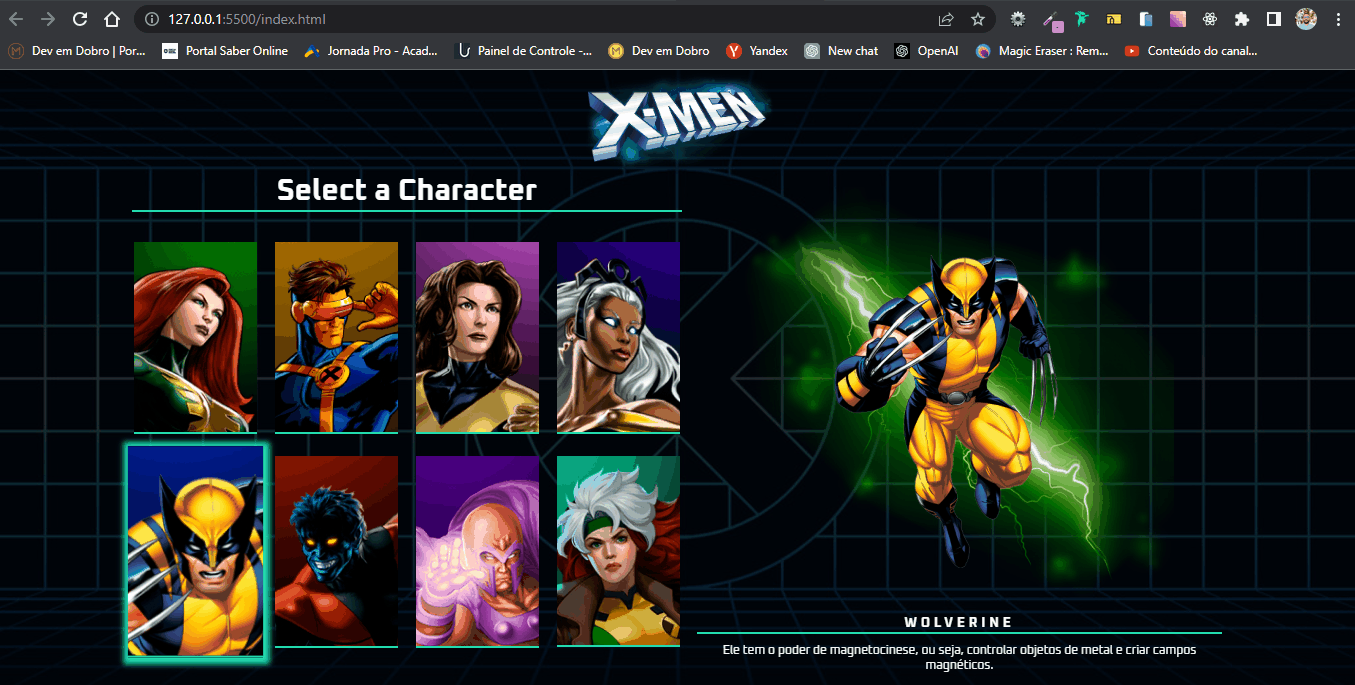 127.0.0.1:5500/index.html
Dev em Dobro | Por... Portal Saber Online Jornada Pro - Acad... Painel de Controle -... Dev em Dobro Yandex New chat OpenAI Magic Eraser : Rem... Conteúdo do canal...
X-MEN
Select a Character
WOLVERINE
Ele tem o poder de magnetocinese, ou seja, controlar objetos de metal e criar campos
magnéticos.